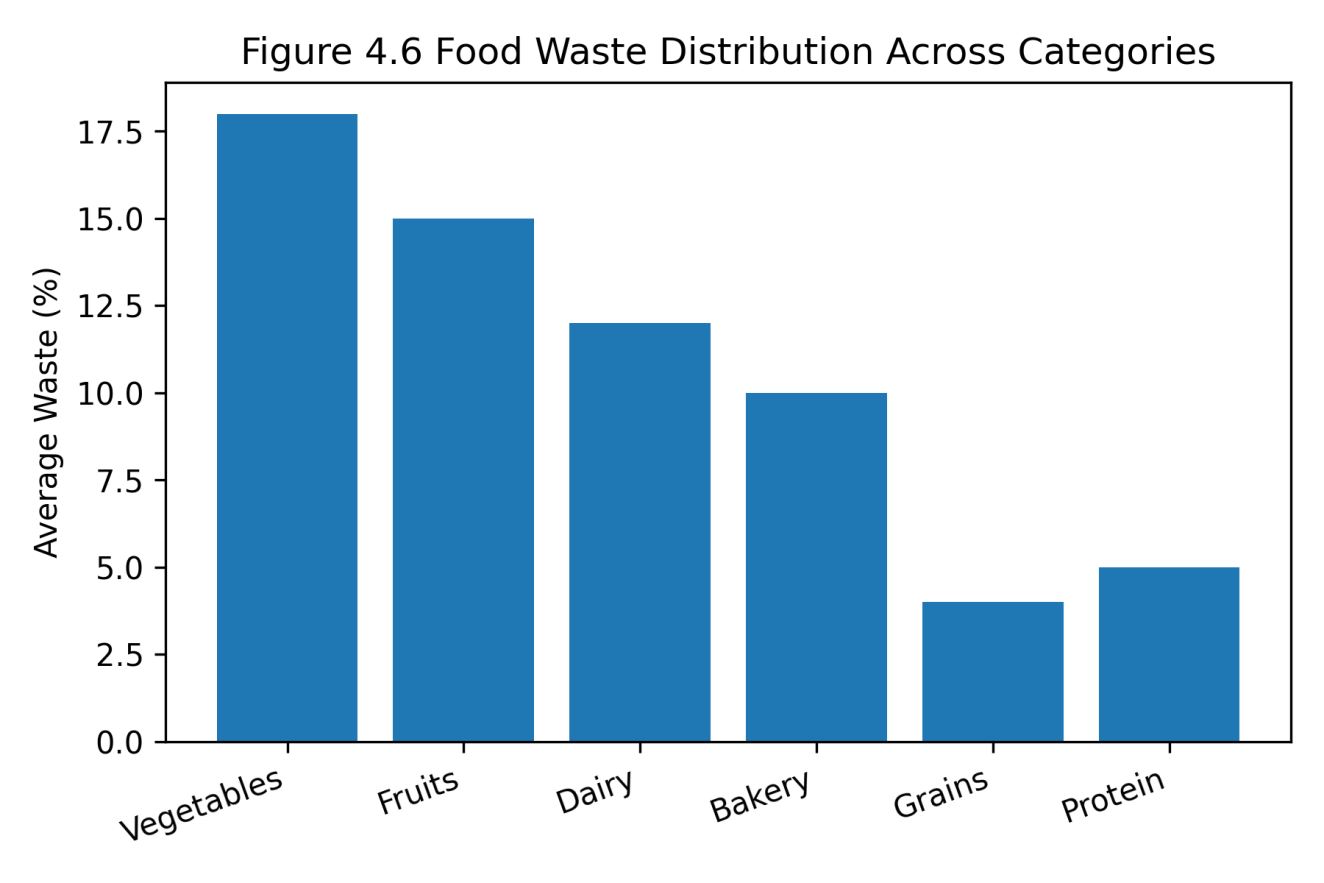 Figure 4.6 Food Waste Distribution Across Categories
Average Waste (%)
17.5
15.0
12.5
10.0
7.5
5.0
2.5
0.0
Vegetables
Fruits
Dairy
Bakery
Grains
Protein